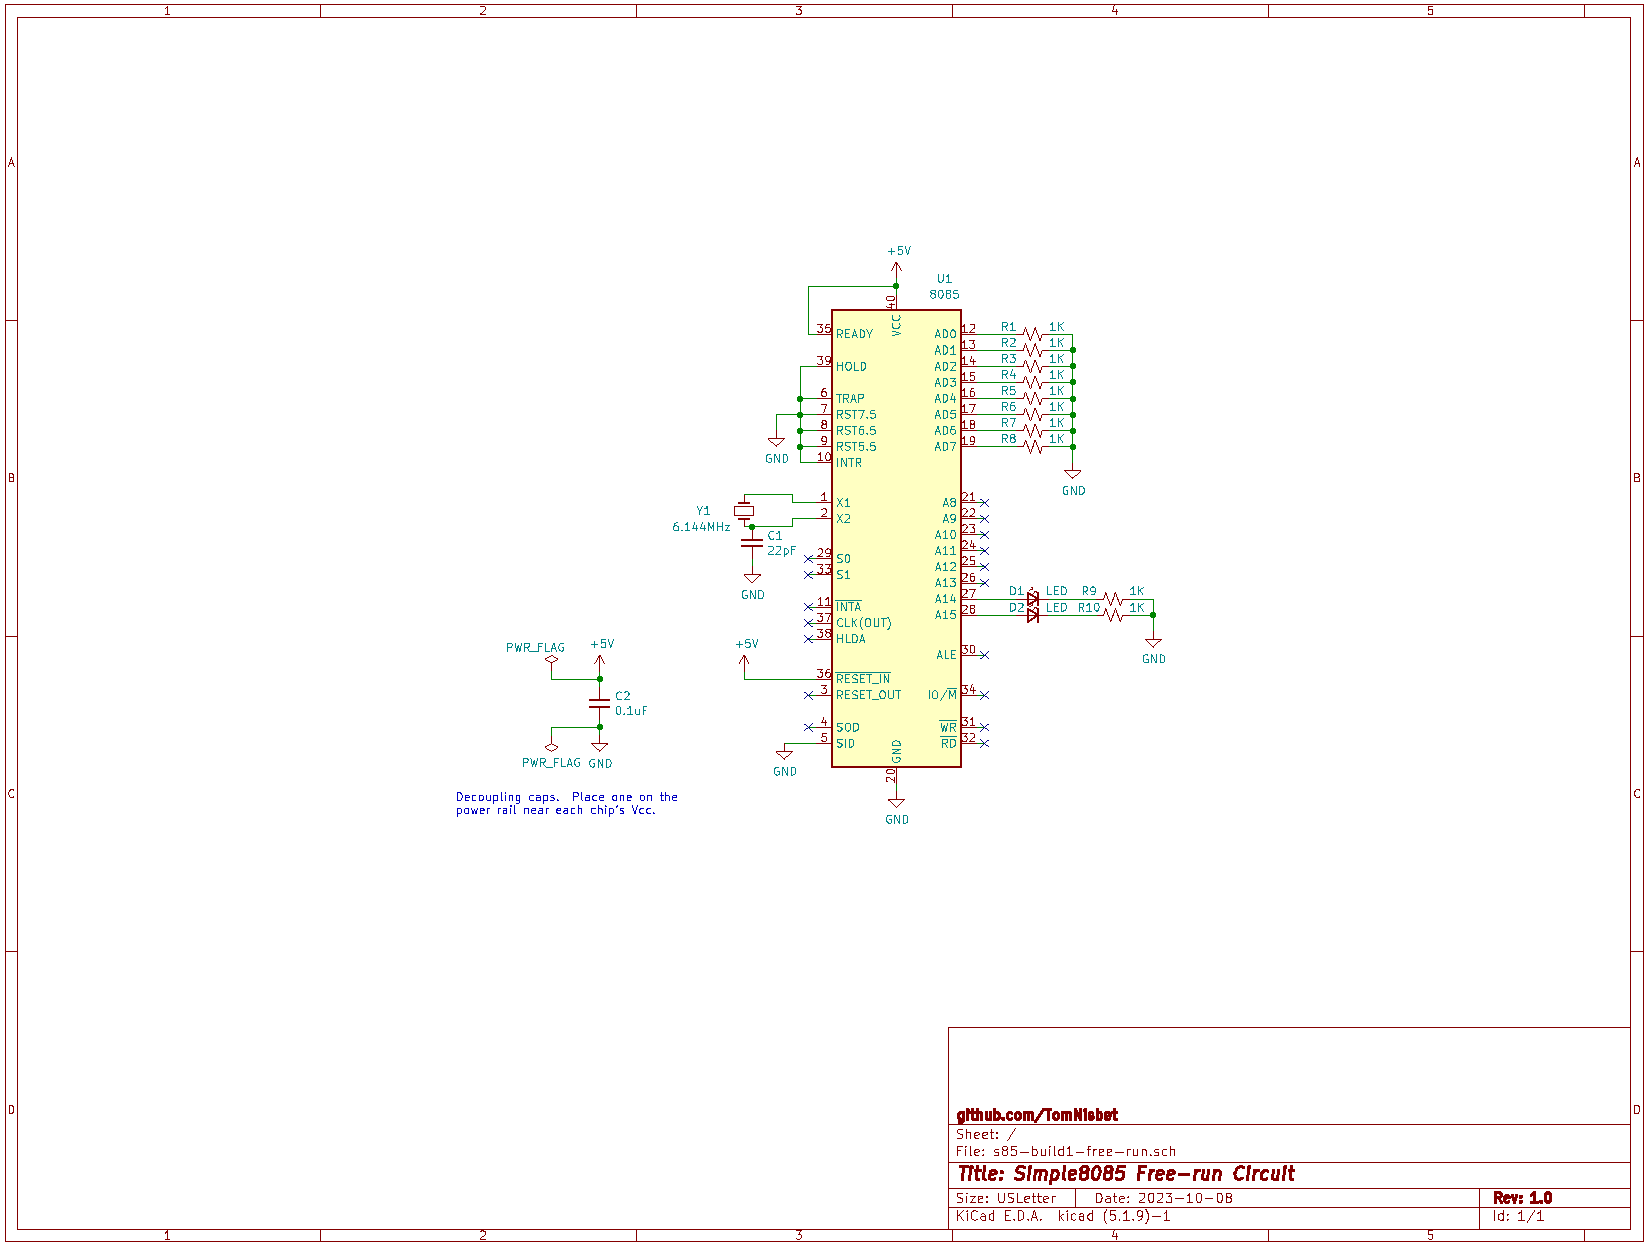 1 2 3 4 5
A A
B B
C C
D D
+5V
U1
8085
40
VCC
35 READY
39 HOLD
6 TRAP
7 RST7.5
8 RST6.5
9 RST5.5
10 INTR
GND
1 X1
2 X2
Y1
6.144MHz
C1
22pF
GND
29 S0
33 S1
11 INTA
37 CLK(OUT)
38 HLDA
+5V
36 RESET_IN
3 RESET_OUT
4 SOD
5 SID
GND
AD0 12 R1 1K
AD1 13 R2 1K
AD2 14 R3 1K
AD3 15 R4 1K
AD4 16 R5 1K
AD5 17 R6 1K
AD6 18 R7 1K
AD7 19 R8 1K
GND
A8 21
A9 22
A10 23
A11 24
A12 25
A13 26
A14 27 D1 LED R9 1K
A15 28 D2 LED R10 1K
GND
ALE 30
IO/M 34
WR 31
RD 32
GND
20
GND
PWR_FLAG +5V
C2
0.1uF
PWR_FLAG GND
Decoupling caps. Place one on the
power rail near each chip's Vcc.
github.com/TomNisbet
Sheet: /
File: s85-build1-free-run.sch
Title: Simple8085 Free-run Circuit
Size: USLetter Date: 2023-10-08 Rev: 1.0
KiCad E.D.A. kicad (5.1.9)-1 Id: 1/1
1 2 3 4 5